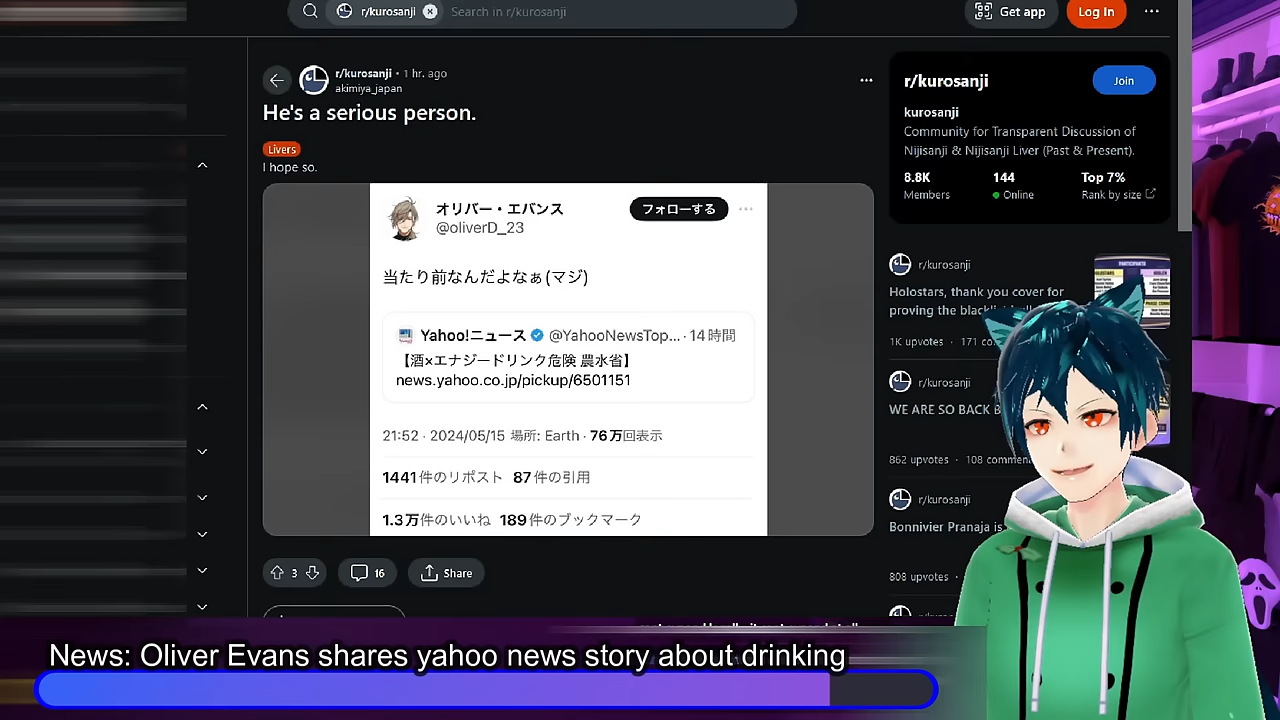 r/kurosanji
Search in r/kurosanji
Get app
Log In
r/kurosanji • 1 hr. ago
akimiya_japan
He's a serious person.
Livers
I hope so.
オリバー・エバンス
@oliverD_23
フォローする
当たり前なんだよなぁ(マジ)
Yahoo!ニュース @YahooNewsTop... · 14時間
【酒×エナジードリンク危険 農水省】
news.yahoo.co.jp/pickup/6501151
21:52 · 2024/05/15 場所: Earth · 76万回表示
1441件のリポスト 87件の引用
1.3万件のいいね 189件のブックマーク
3
16
Share
r/kurosanji
Join
kurosanji
Community for Transparent Discussion of
Nijisanji & Nijisanji Liver (Past & Present).
8.8K
144
Top 7%
Members
Online
Rank by size
r/kurosanji
Holostars, thank you cover for
proving the
1K upvotes · 171
r/kurosanji
WE ARE SO BACK
862 upvotes · 108
r/kurosanji
Bonnivier Pranaja is
808 upvotes ·
News: Oliver Evans shares yahoo news story about drinking